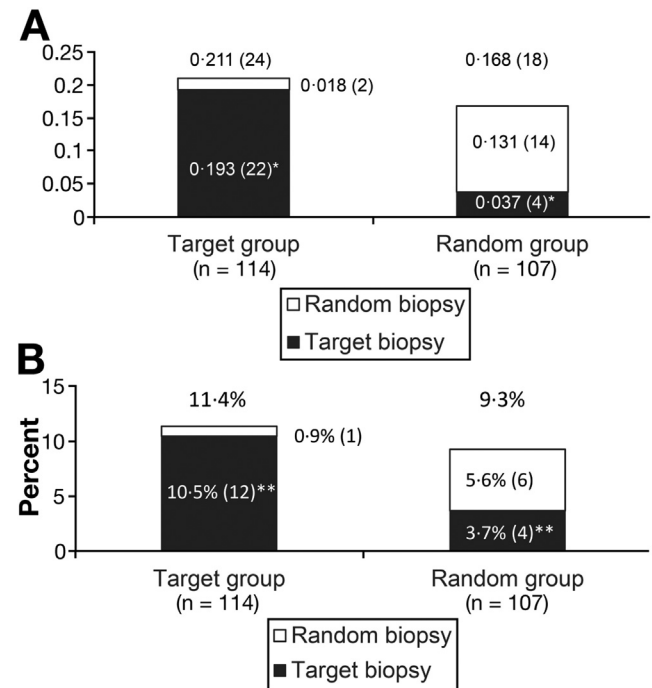 A
0.25
0.2
0.15
0.1
0.05
0
0·211 (24)
0·018 (2)
0·193 (22)*
0·168 (18)
0·131 (14)
0·037 (4)*
Target group
(n = 114)
Random group
(n = 107)
Random biopsy
Target biopsy
B
Percent
15
10
5
0
11·4%
0·9% (1)
10·5% (12)**
9·3%
5·6% (6)
3·7% (4)**
Target group
(n = 114)
Random group
(n = 107)
Random biopsy
Target biopsy